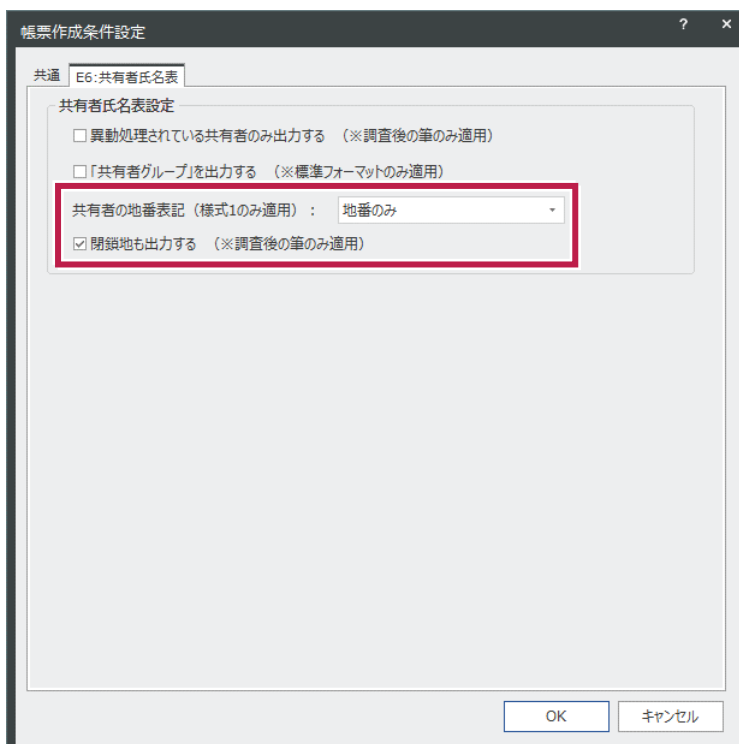 帳票作成条件設定
? ×
共通 E6:共有者氏名表
共有者氏名表設定
異動処理されている共有者のみ出力する （※調査後の筆のみ適用）
「共有者グループ」を出力する （※標準フォーマットのみ適用）
共有者の地番表記（様式1のみ適用）： 地番のみ
閉鎖地も出力する （※調査後の筆のみ適用）
OK キャンセル